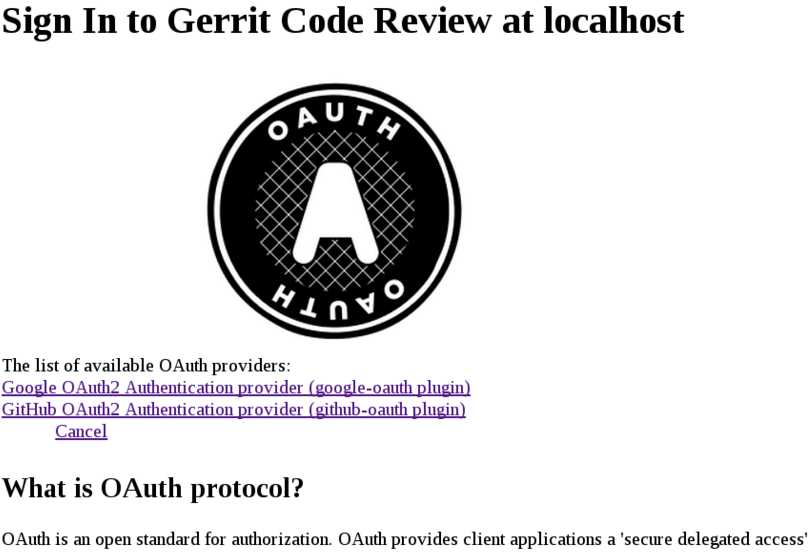 Sign In to Gerrit Code Review at localhost
OAUTH
A
OAUTH
The list of available OAuth providers:
Google OAuth2 Authentication provider (google-oauth plugin)
GitHub OAuth2 Authentication provider (github-oauth plugin)
Cancel
What is OAuth protocol?
OAuth is an open standard for authorization. OAuth provides client applications a 'secure delegated access'